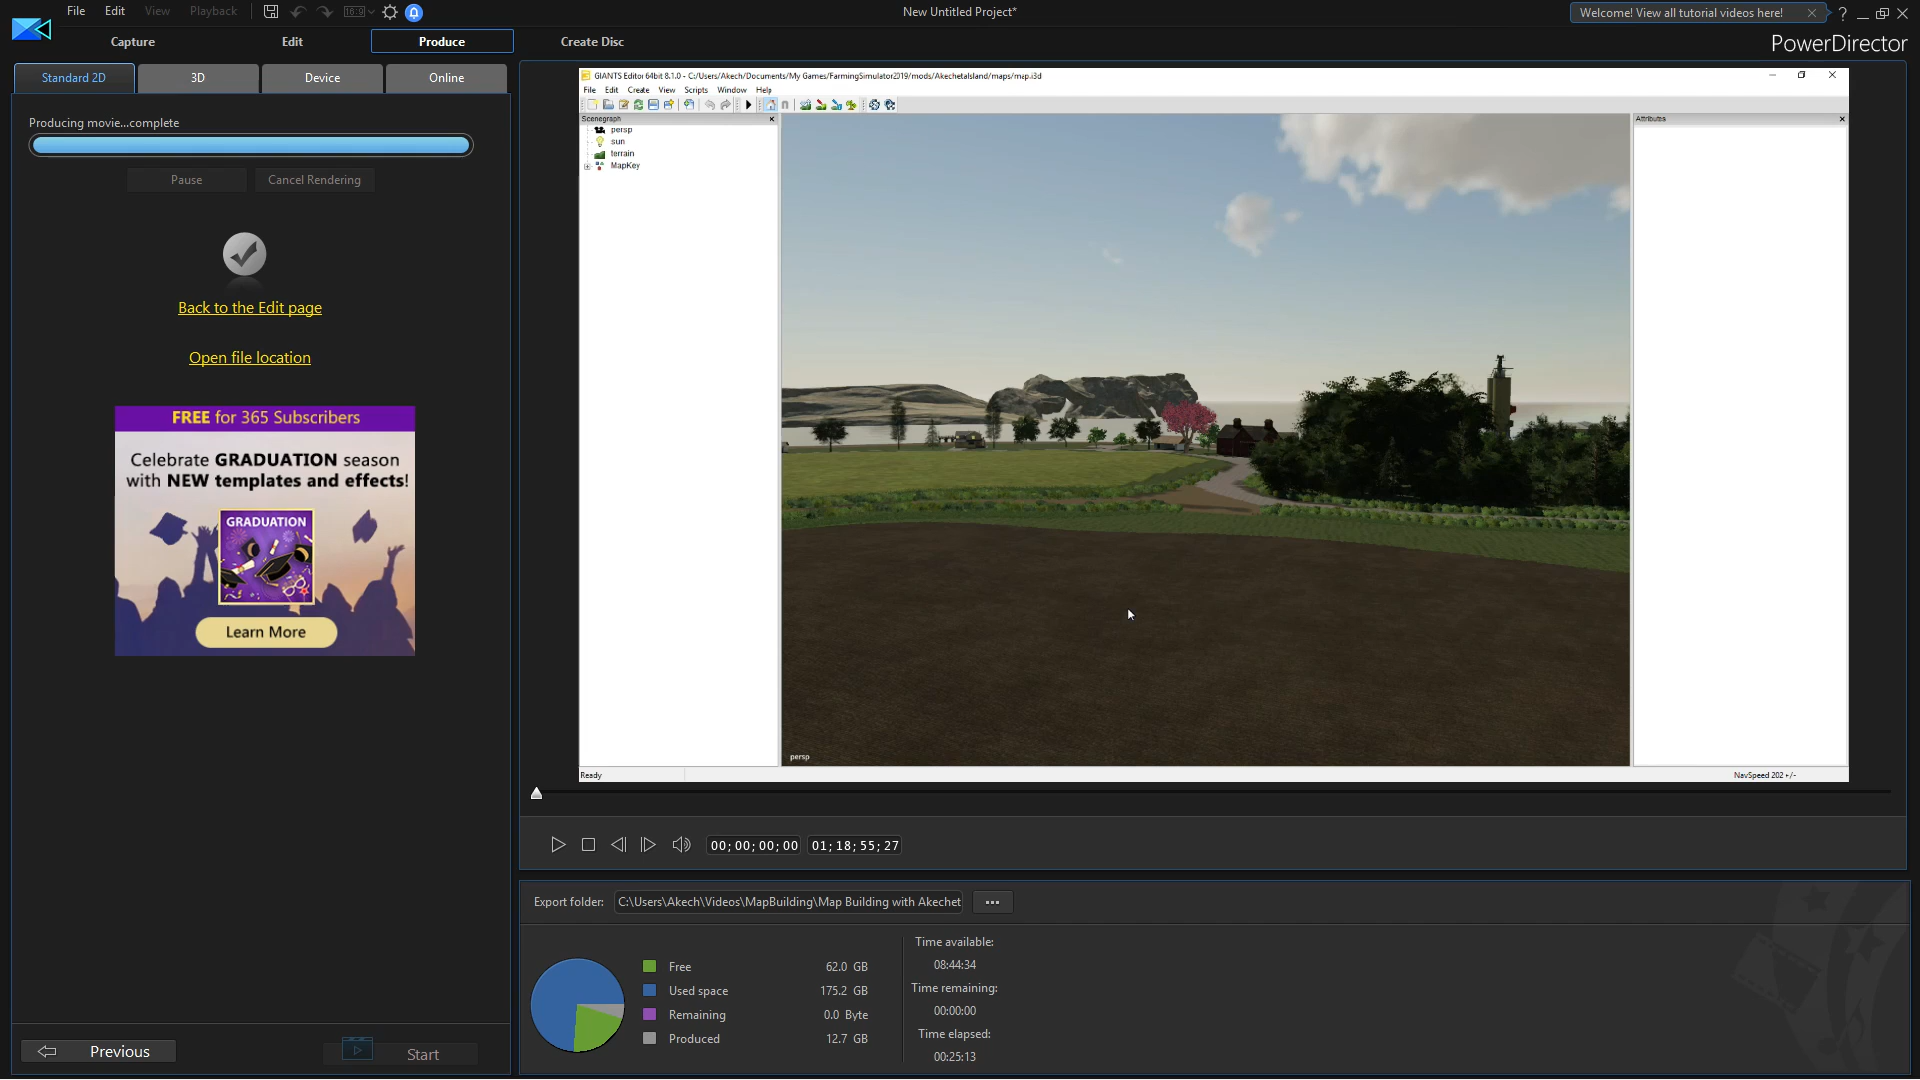 File Edit View Playback
16:9
New Untitled Project*
Welcome! View all tutorial videos here!
?
Capture Edit Produce Create Disc
PowerDirector
Standard 2D 3D Device Online
Producing movie...complete
Pause Cancel Rendering
Back to the Edit page
Open file location
FREE for 365 Subscribers
Celebrate GRADUATION season
with NEW templates and effects!
GRADUATION
Learn More
Previous Start
GIANTS Editor 64bit 8.1.0 - C:/Users/Akech/Documents/My Games/FarmingSimulator2019/mods/AkechetaIsland/maps/map.i3d
File Edit Create View Scripts Window Help
Scenegraph
Attributes
persp
sun
terrain
MapKey
persp
Ready
NavSpeed 202 +/-
00;00;00;00 01;18;55;27
Export folder: C:\Users\Akech\Videos\MapBuilding\Map Building with Akechet ...
Free 62.0 GB
Used space 175.2 GB
Remaining 0.0 Byte
Produced 12.7 GB
Time available:
08:44:34
Time remaining:
00:00:00
Time elapsed:
00:25:13